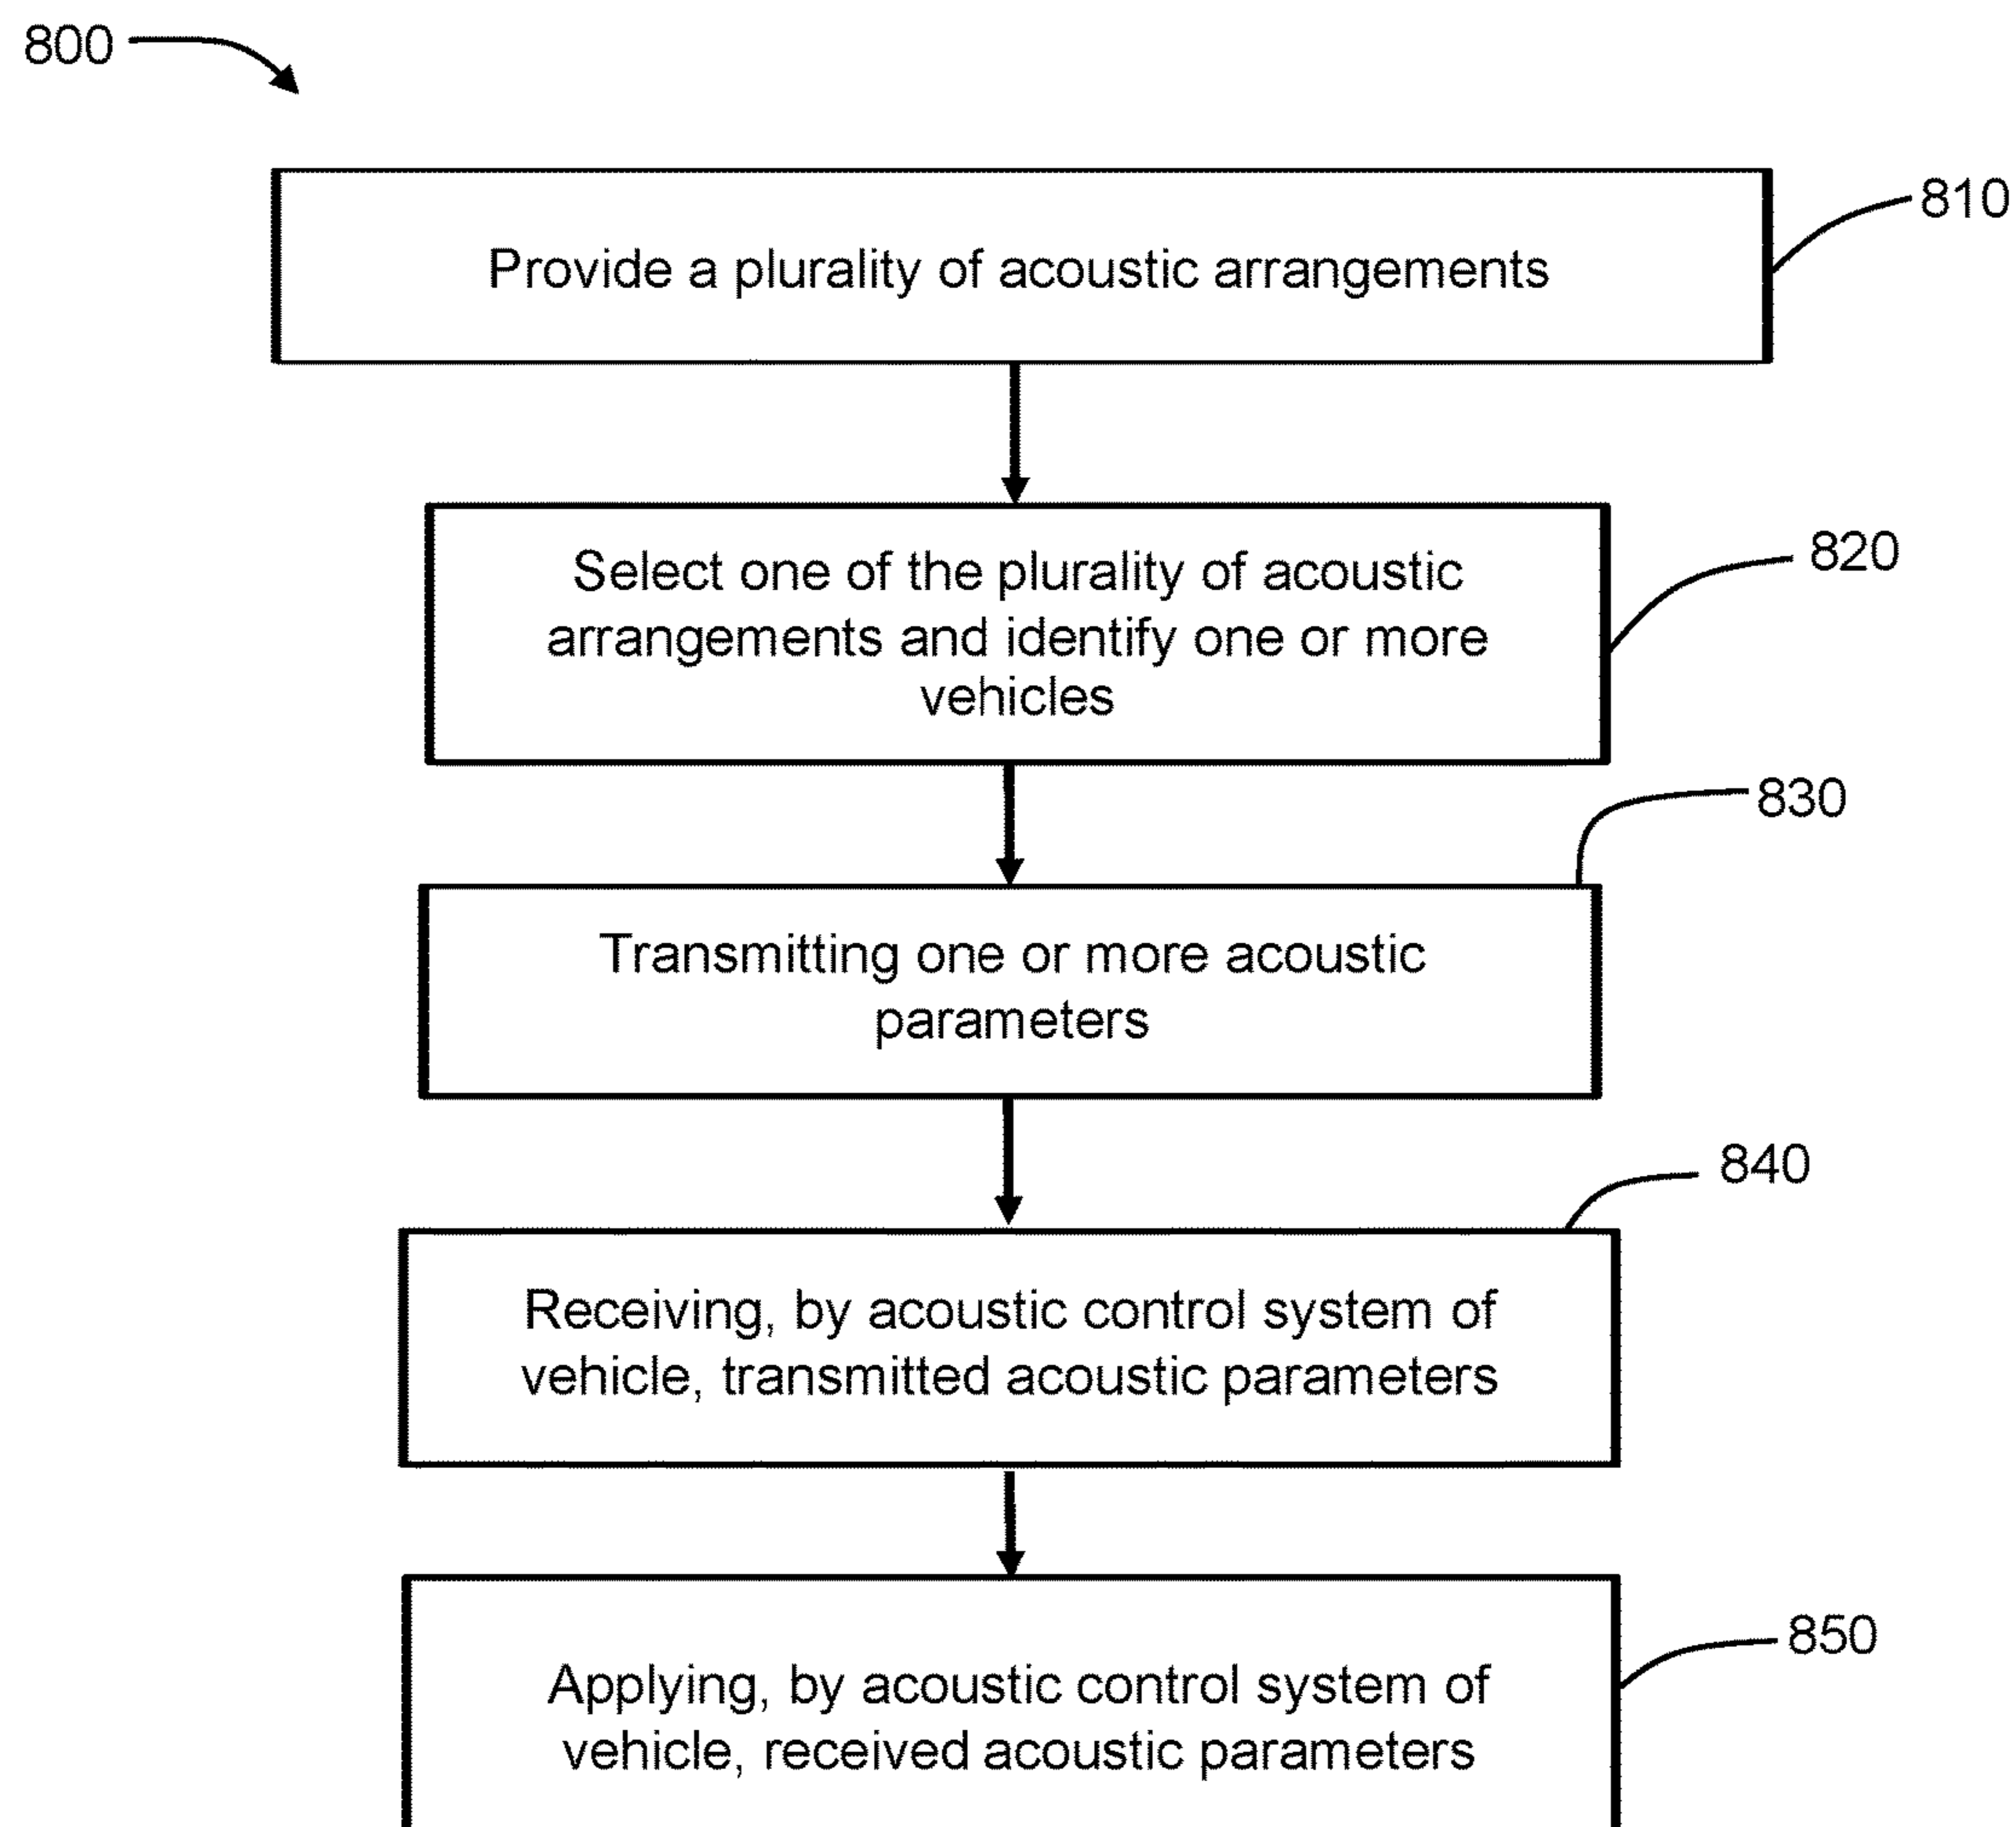 800
810
Provide a plurality of acoustic arrangements
820
Select one of the plurality of acoustic
arrangements and identify one or more
vehicles
830
Transmitting one or more acoustic
parameters
840
Receiving, by acoustic control system of
vehicle, transmitted acoustic parameters
850
Applying, by acoustic control system of
vehicle, received acoustic parameters